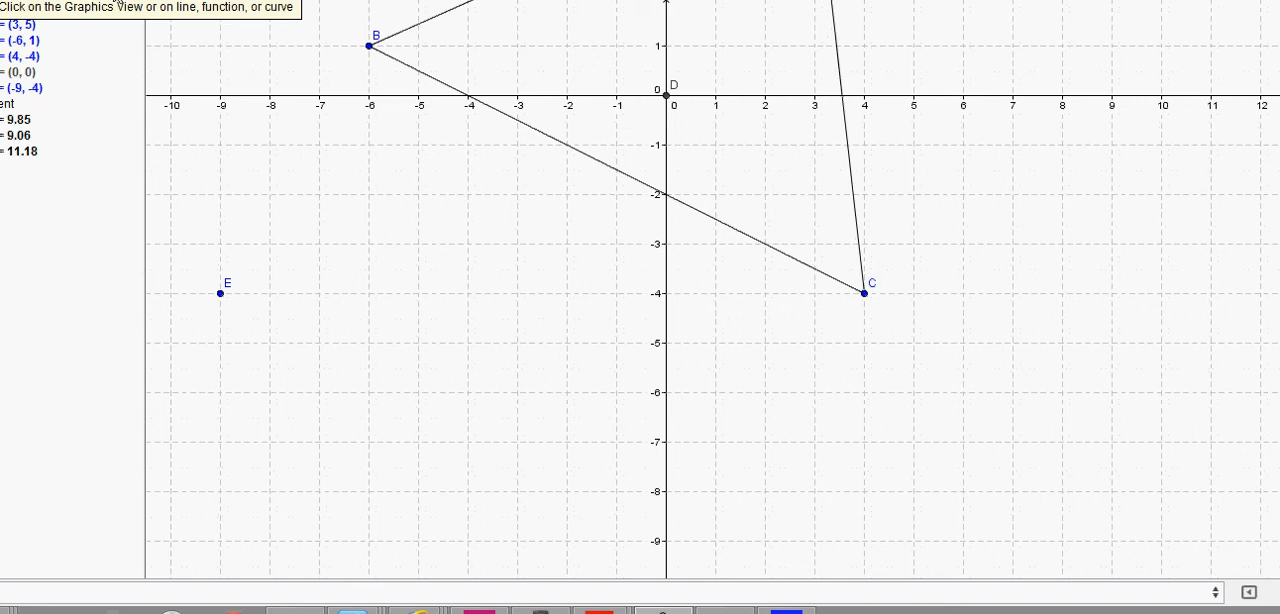 Click on the Graphics View or on line, function, or curve
= (3, 5)
= (-6, 1)
= (4, -4)
= (0, 0)
= (-9, -4)
ent
= 9.85
= 9.06
= 11.18
B
1
0
D
-10 -9 -8 -7 -6 -5 -4 -3 -2 -1 0 1 2 3 4 5 6 7 8 9 10 11 12
-1
-2
-3
E
C
-4
-5
-6
-7
-8
-9